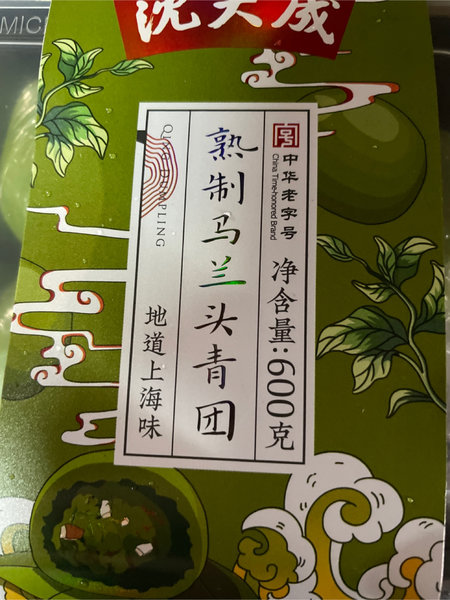 沈大成
MIC
中华老字号
China Time-honored Brand
净含量:600克
熟制马兰头青团
地道上海味